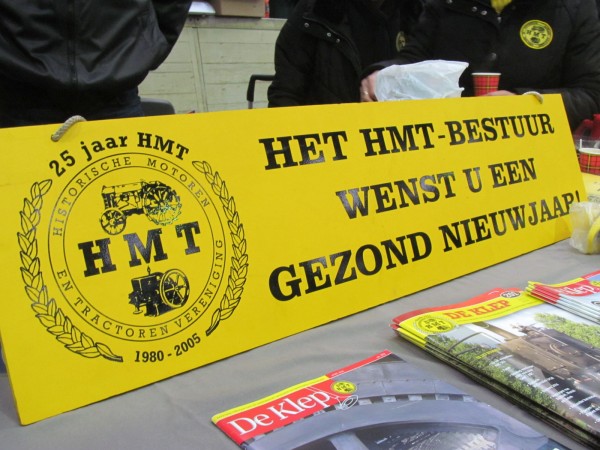 25 jaar HMT
HISTORISCHE MOTOREN
HMT
EN TRACTOREN VERENIGING
1980 - 2005
HET HMT-BESTUUR
WENST U EEN
GEZOND NIEUWJAAR!
De Klep
DE KLEP